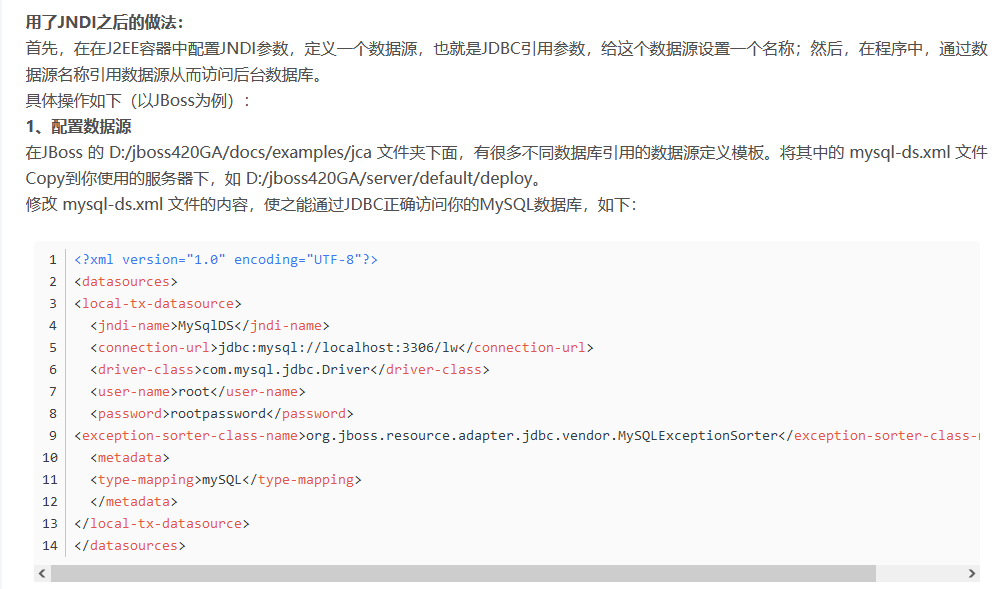 用了JNDI之后的做法：
首先，在在J2EE容器中配置JNDI参数，定义一个数据源，也就是JDBC引用参数，给这个数据源设置一个名称；然后，在程序中，通过数
据源名称引用数据源从而访问后台数据库。
具体操作如下（以JBoss为例）：
1、配置数据源
在JBoss 的 D:/jboss420GA/docs/examples/jca 文件夹下面，有很多不同数据库引用的数据源定义模板。将其中的 mysql-ds.xml 文件
Copy到你使用的服务器下，如 D:/jboss420GA/server/default/deploy。
修改 mysql-ds.xml 文件的内容，使之能通过JDBC正确访问你的MySQL数据库，如下：
1 <?xml version="1.0" encoding="UTF-8"?>
2 <datasources>
3 <local-tx-datasource>
4 <jndi-name>MySqlDS</jndi-name>
5 <connection-url>jdbc:mysql://localhost:3306/lw</connection-url>
6 <driver-class>com.mysql.jdbc.Driver</driver-class>
7 <user-name>root</user-name>
8 <password>rootpassword</password>
9 <exception-sorter-class-name>org.jboss.resource.adapter.jdbc.vendor.MySQLExceptionSorter</exception-sorter-class-
10 <metadata>
11 <type-mapping>mySQL</type-mapping>
12 </metadata>
13 </local-tx-datasource>
14 </datasources>